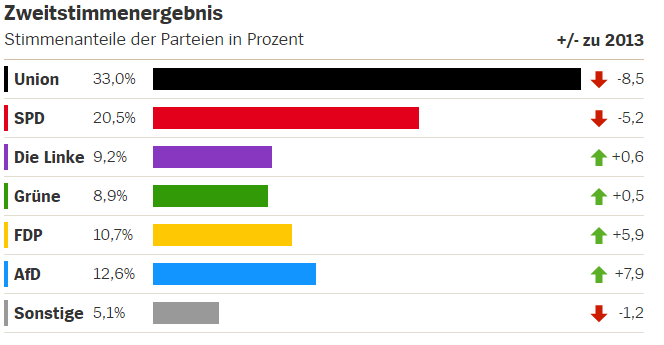 Zweitstimmenergebnis
Stimmenanteile der Parteien in Prozent +/- zu 2013
Union 33,0% -8,5
SPD 20,5% -5,2
Die Linke 9,2% +0,6
Grüne 8,9% +0,5
FDP 10,7% +5,9
AfD 12,6% +7,9
Sonstige 5,1% -1,2